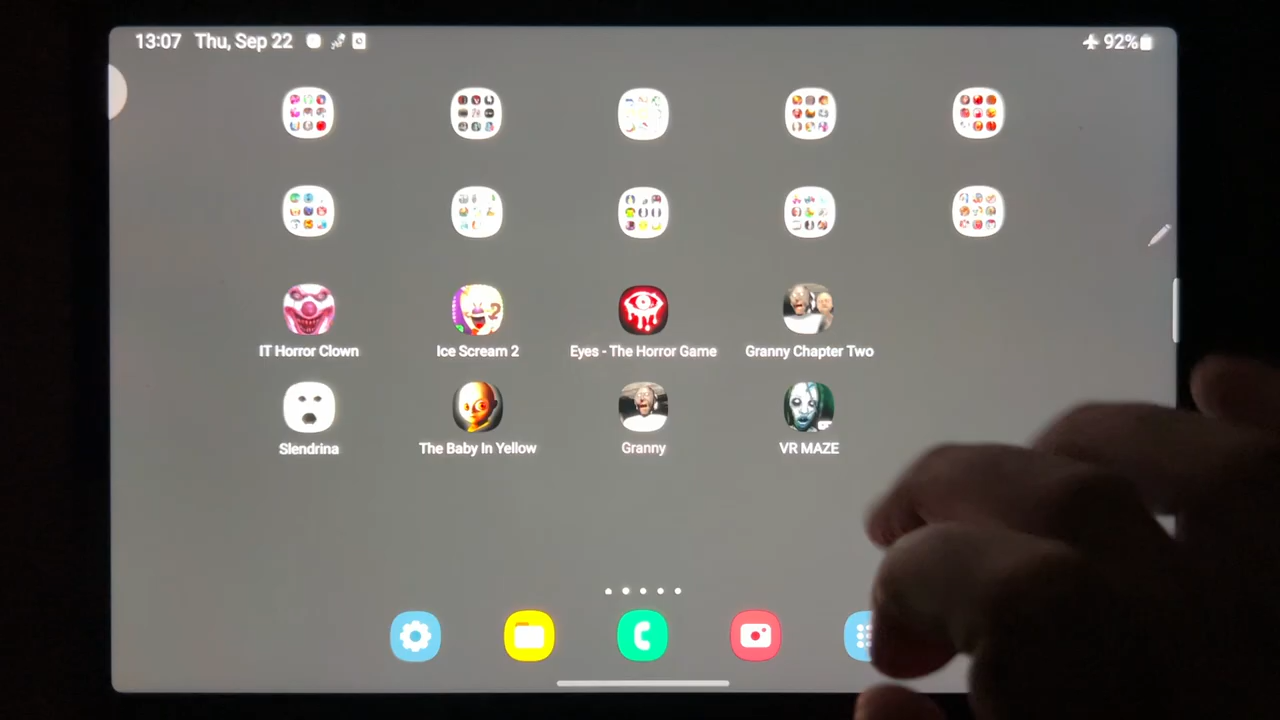 13:07 Thu, Sep 22 92%
IT Horror Clown Ice Scream 2 Eyes - The Horror Game Granny Chapter Two
Slendrina The Baby In Yellow Granny VR MAZE